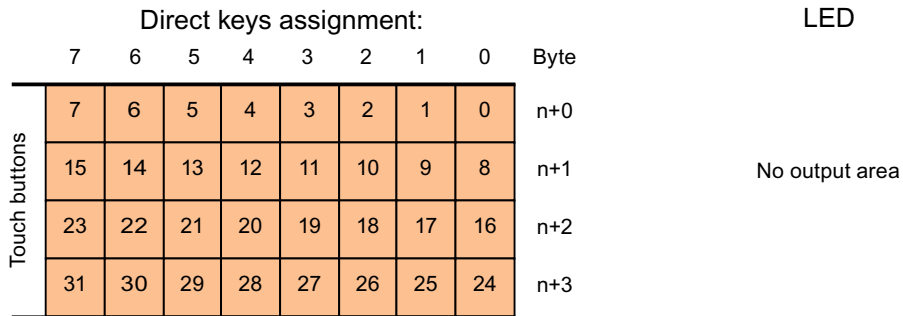 Direct keys assignment:
LED
7 6 5 4 3 2 1 0 Byte
Touch buttons
7 6 5 4 3 2 1 0 n+0
15 14 13 12 11 10 9 8 n+1
No output area
23 22 21 20 19 18 17 16 n+2
31 30 29 28 27 26 25 24 n+3